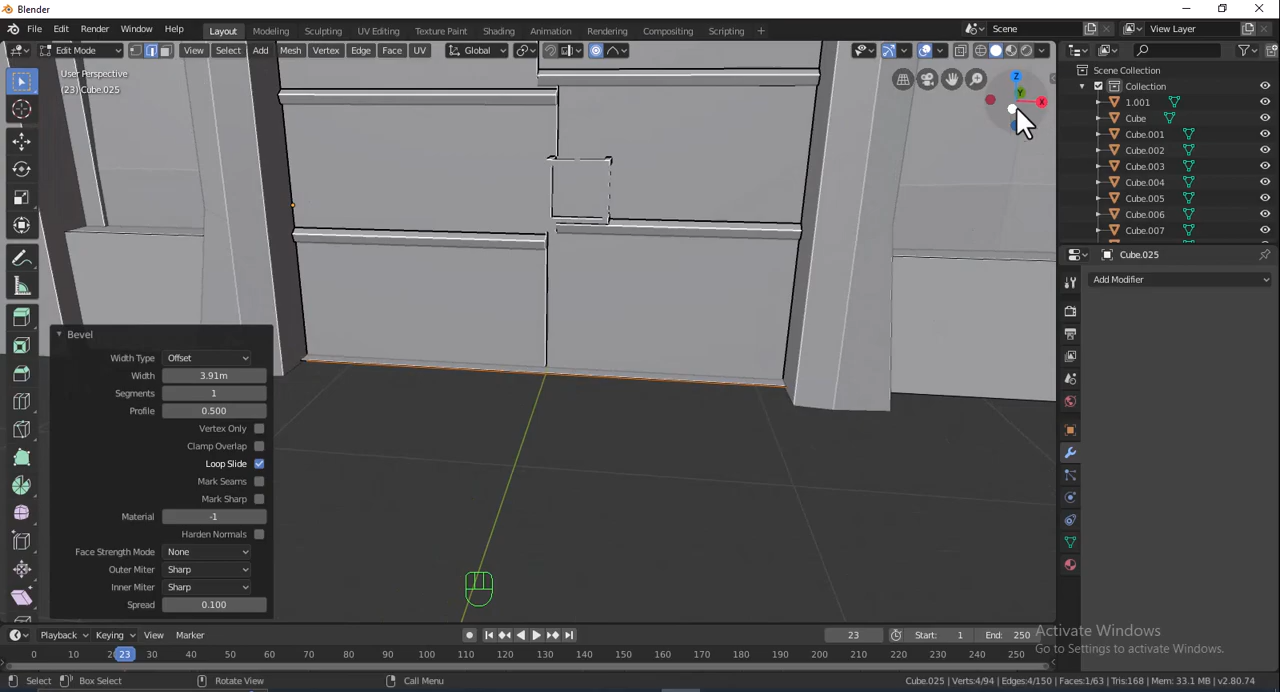 Blender
File Edit Render Window Help Layout Modeling Sculpting UV Editing Texture Paint Shading Animation Rendering Compositing Scripting Scene View Layer
Edit Mode View Select Add Mesh Vertex Edge Face UV Global
User Perspective
(23) Cube.025
Z
Y
X
Scene Collection
Collection
1.001
Cube
Cube.001
Cube.002
Cube.003
Cube.004
Cube.005
Cube.006
Cube.007
Cube.025
Add Modifier
Bevel
Width Type Offset
Width 3.91m
Segments 1
Profile 0.500
Vertex Only
Clamp Overlap
Loop Slide
Mark Seams
Mark Sharp
Material -1
Harden Normals
Face Strength Mode None
Outer Miter Sharp
Inner Miter Sharp
Spread 0.100
Playback Keying View Marker 23 Start: 1 End: 250
0 10 23 30 40 50 60 70 80 90 100 110 120 130 140 150 160 170 180 190 200 210 220 230 240 250
Activate Windows
Go to Settings to activate Windows.
Select Box Select Rotate View Call Menu Cube.025 | Verts:4/94 | Edges:4/150 | Faces:1/63 | Tris:168 | Mem: 33.1 MB | v2.80.74